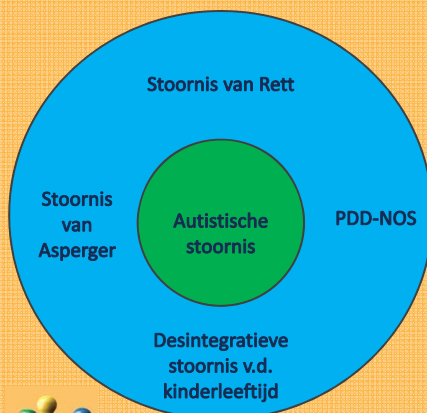 Stoornis van Rett
Stoornis
van
Asperger
Autistische
stoornis
PDD-NOS
Desintegratieve
stoornis v.d.
kinderleeftijd